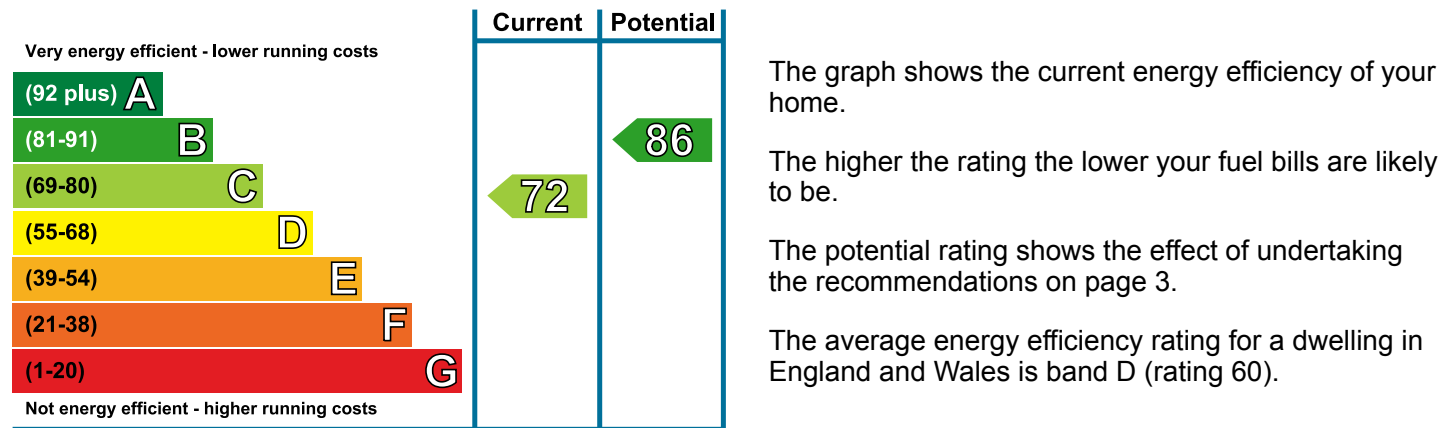 Current Potential
Very energy efficient - lower running costs
(92 plus) A
(81-91) B
86
(69-80) C
72
(55-68) D
(39-54) E
(21-38) F
(1-20) G
Not energy efficient - higher running costs
The graph shows the current energy efficiency of your
home.
The higher the rating the lower your fuel bills are likely
to be.
The potential rating shows the effect of undertaking
the recommendations on page 3.
The average energy efficiency rating for a dwelling in
England and Wales is band D (rating 60).